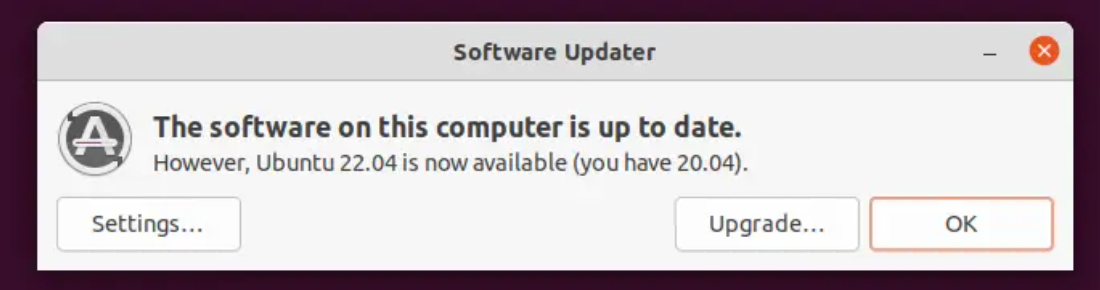 Software Updater
The software on this computer is up to date.
However, Ubuntu 22.04 is now available (you have 20.04).
Settings...
Upgrade...
OK